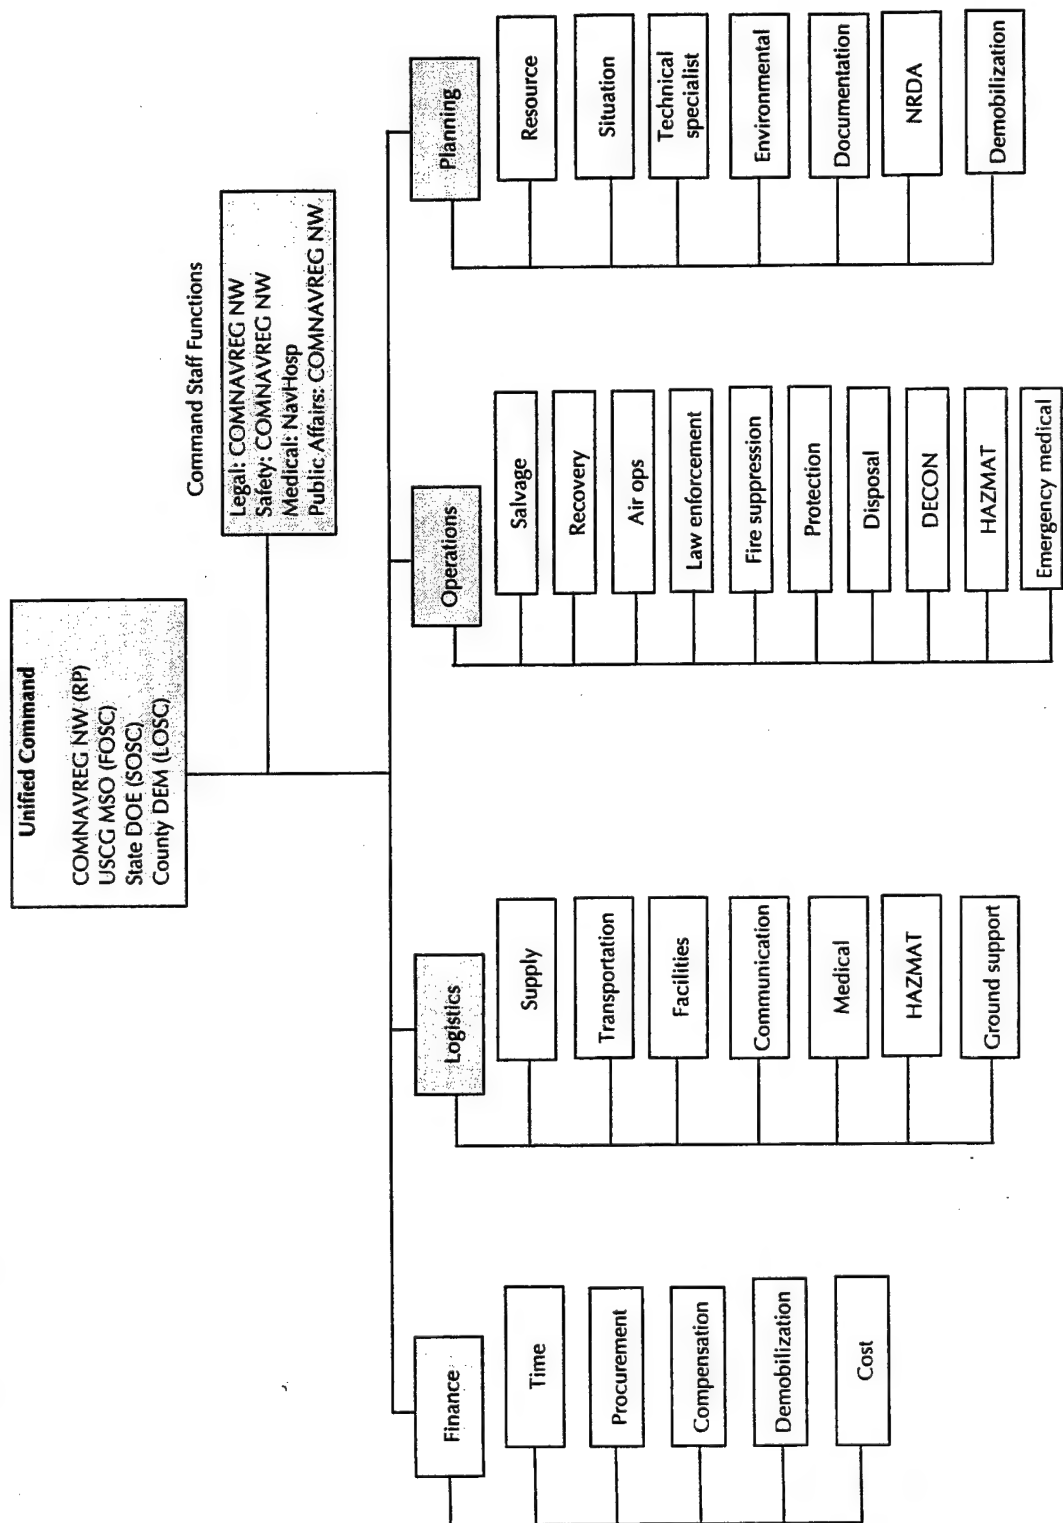 Unified Command
COMNAVREG NW (RP)
USCG MSO (FOSC)
State DOE (SOSC)
County DEM (LOSC)
Command Staff Functions
Legal: COMNAVREG NW
Safety: COMNAVREG NW
Medical: NavHosp
Public Affairs: COMNAVREG NW
Finance
Time
Procurement
Compensation
Demobilization
Cost
Logistics
Supply
Transportation
Facilities
Communication
Medical
HAZMAT
Ground support
Operations
Salvage
Recovery
Air ops
Law enforcement
Fire suppression
Protection
Disposal
DECON
HAZMAT
Emergency medical
Planning
Resource
Situation
Technical
specialist
Environmental
Documentation
NRDA
Demobilization